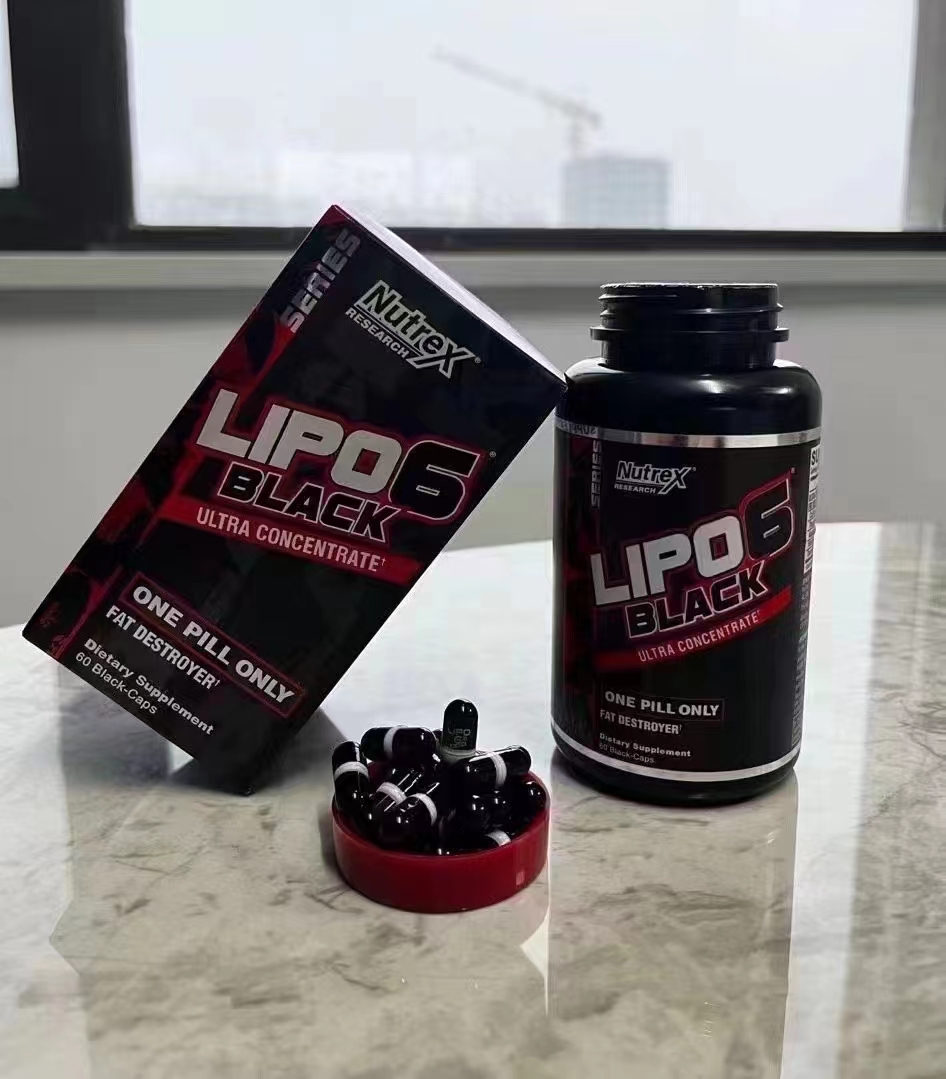 SERIES
Nutrex®
RESEARCH
LIPO6®
BLACK
ULTRA CONCENTRATE†
ONE PILL ONLY
FAT DESTROYER†
Dietary Supplement
60 Black-Caps
SERIES
Nutrex
RESEARCH
LIPO6®
BLACK
ULTRA CONCENTRATE†
ONE PILL ONLY
FAT DESTROYER†
Dietary Supplement
60 Black-Caps